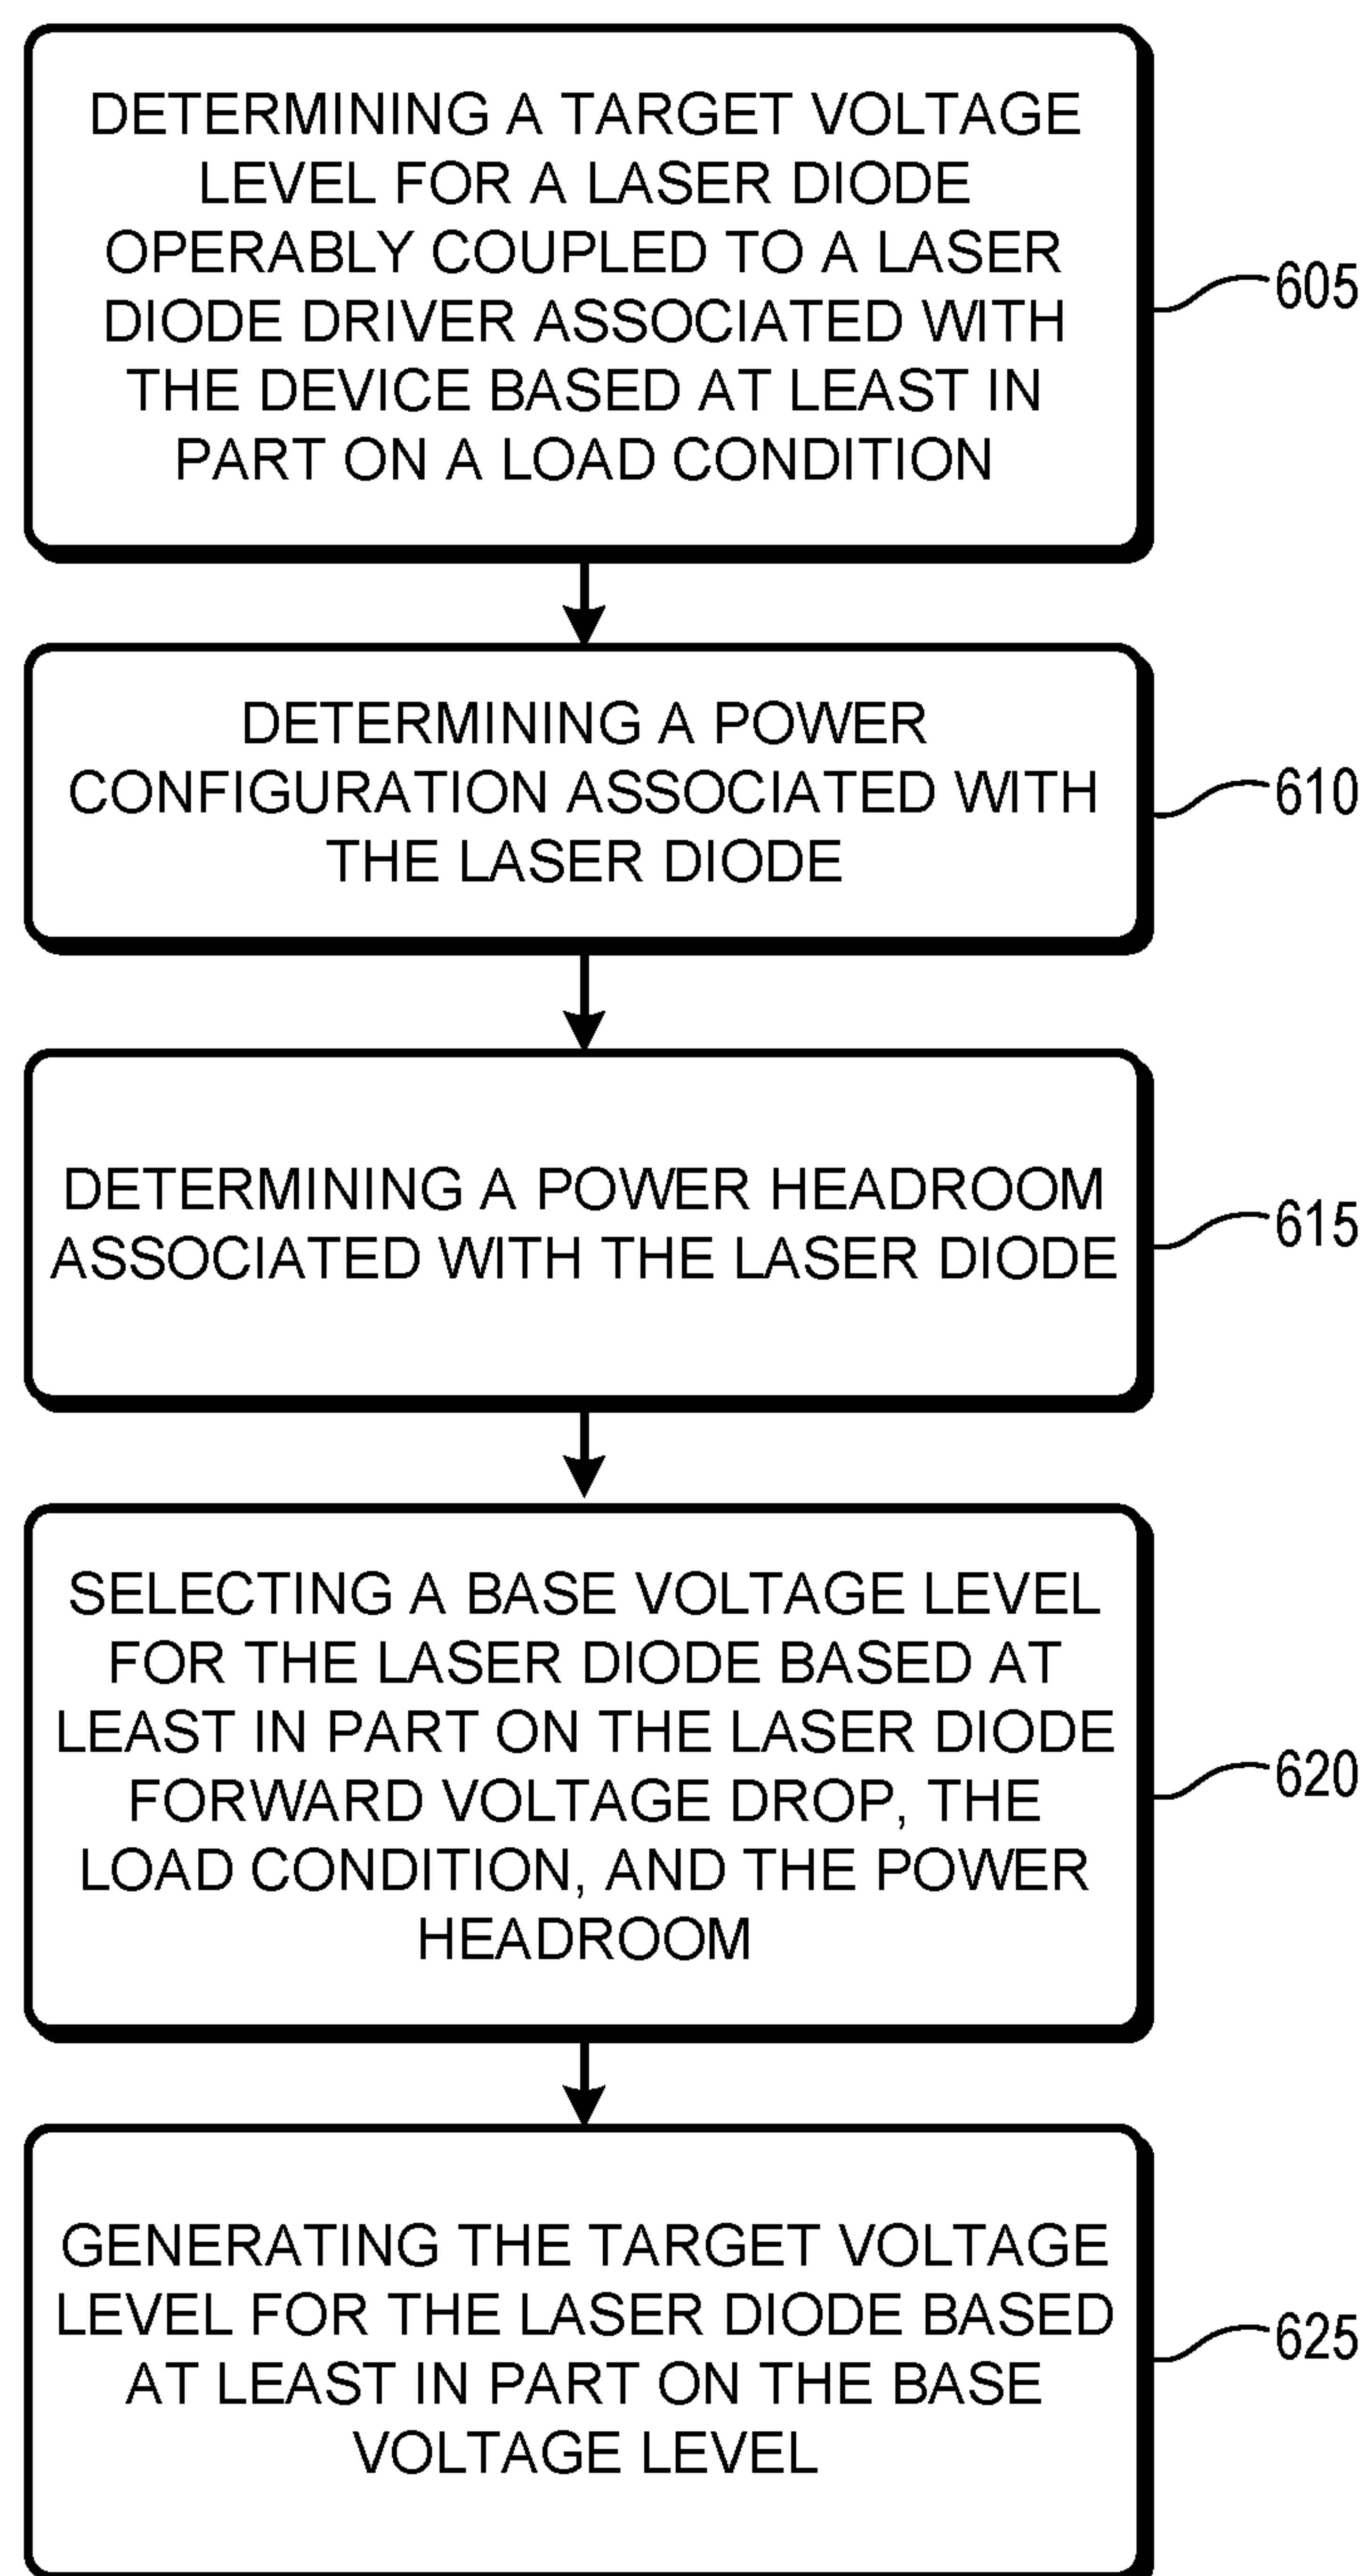 DETERMINING A TARGET VOLTAGE
LEVEL FOR A LASER DIODE
OPERABLY COUPLED TO A LASER
DIODE DRIVER ASSOCIATED WITH
THE DEVICE BASED AT LEAST IN
PART ON A LOAD CONDITION
605
DETERMINING A POWER
CONFIGURATION ASSOCIATED WITH
THE LASER DIODE
610
DETERMINING A POWER HEADROOM
ASSOCIATED WITH THE LASER DIODE
615
SELECTING A BASE VOLTAGE LEVEL
FOR THE LASER DIODE BASED AT
LEAST IN PART ON THE LASER DIODE
FORWARD VOLTAGE DROP, THE
LOAD CONDITION, AND THE POWER
HEADROOM
620
GENERATING THE TARGET VOLTAGE
LEVEL FOR THE LASER DIODE BASED
AT LEAST IN PART ON THE BASE
VOLTAGE LEVEL
625